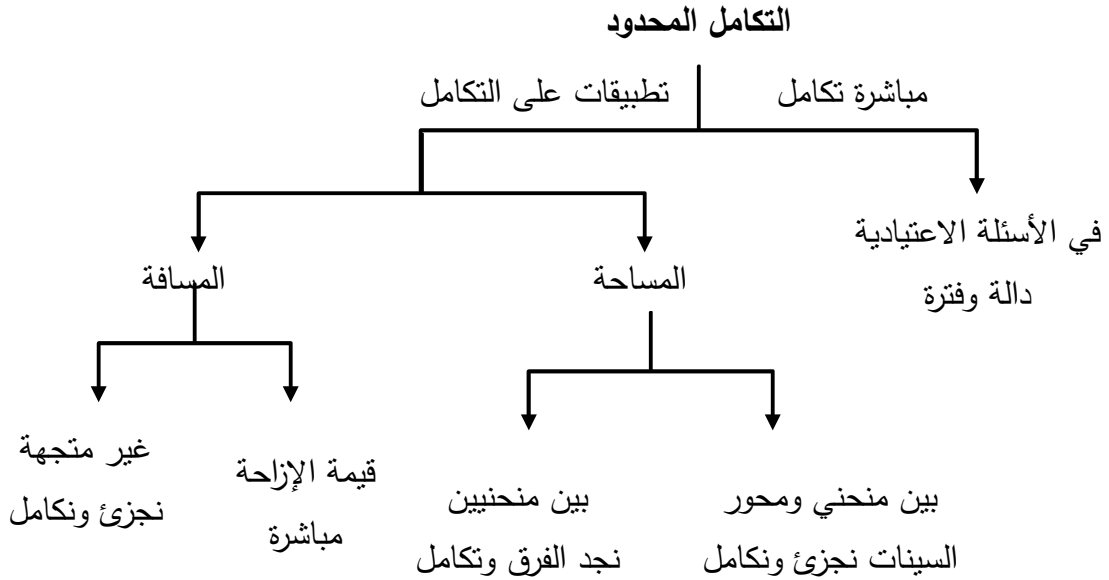 التكامل المحدود
مباشرة تكامل
تطبيقات على التكامل
في الأسئلة الاعتيادية
دالة وفترة
المساحة
المسافة
بين منحني ومحور
السينات نجزئ ونكامل
بين منحنيين
نجد الفرق وتكامل
قيمة الإزاحة
مباشرة
غير متجهة
نجزئ ونكامل